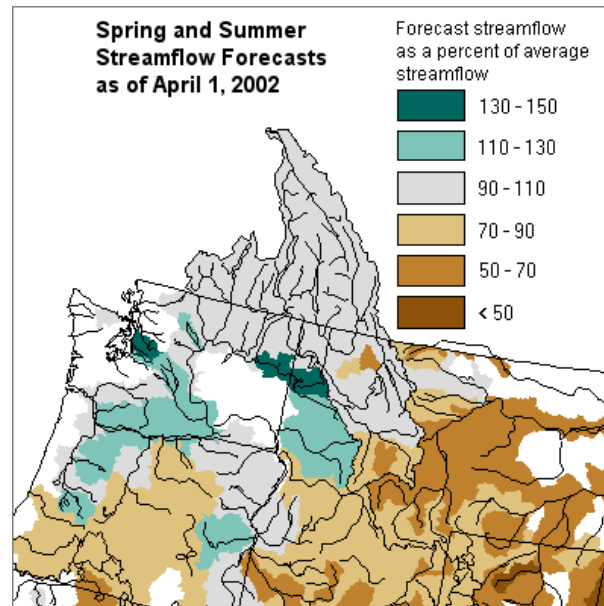 Spring and Summer
Streamflow Forecasts
as of April 1, 2002
Forecast streamflow
as a percent of average
streamflow
130 - 150
110 - 130
90 - 110
70 - 90
50 - 70
< 50